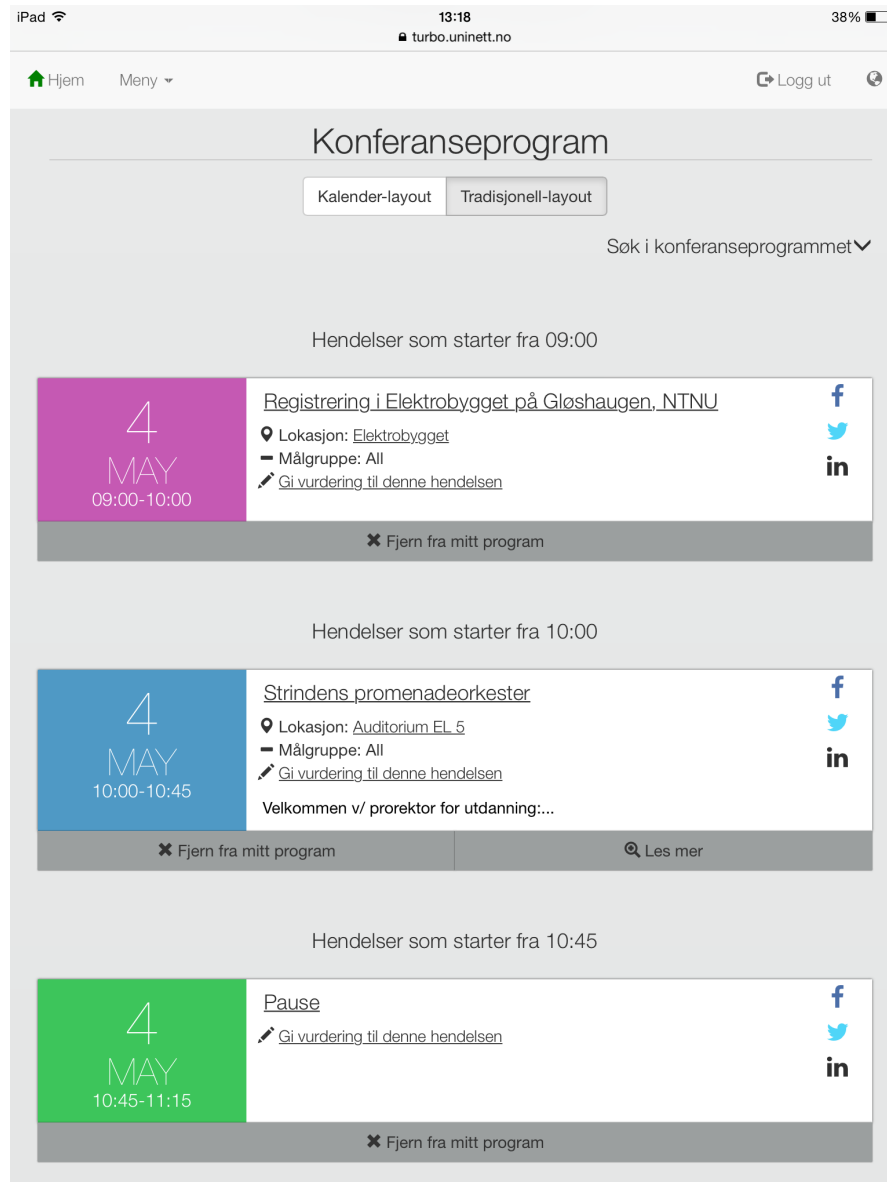 iPad 13:18 38%
turbo.uninett.no
Hjem Meny Logg ut
Konferanseprogram
Kalender-layout Tradisjonell-layout
Søk i konferanseprogrammet
Hendelser som starter fra 09:00
4
MAY
09:00-10:00
Registrering i Elektrobygget på Gløshaugen, NTNU
Lokasjon: Elektrobygget
Målgruppe: All
Gi vurdering til denne hendelsen
f
in
Fjern fra mitt program
Hendelser som starter fra 10:00
4
MAY
10:00-10:45
Strindens promenadeorkester
Lokasjon: Auditorium EL 5
Målgruppe: All
Gi vurdering til denne hendelsen
Velkommen v/ prorektor for utdanning:...
f
in
Fjern fra mitt program Les mer
Hendelser som starter fra 10:45
4
MAY
10:45-11:15
Pause
Gi vurdering til denne hendelsen
f
in
Fjern fra mitt program